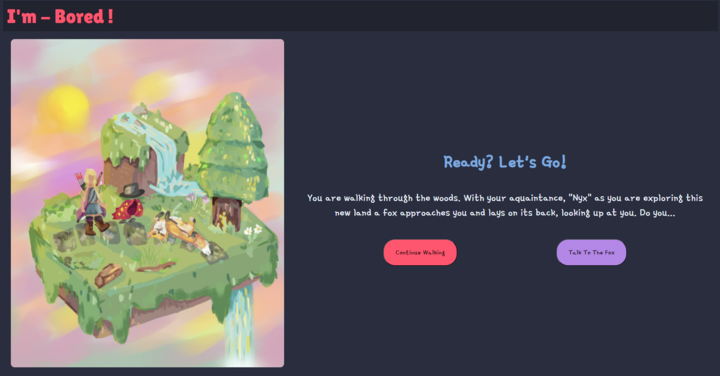 I'm - Bored !
Ready? Let's Go!
You are walking through the woods. With your aquaintance, "Nyx" as you are exploring this
new land a fox approaches you and lays on its back, looking up at you. Do you...
Continue Walking
Talk To The Fox